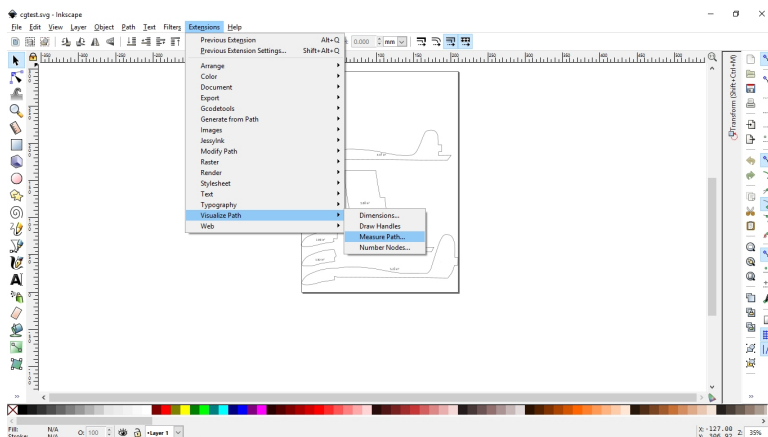 cgtest.svg - Inkscape
File Edit View Layer Object Path Text Filters Extensions Help
0.000 mm
Previous Extension Alt+Q
Previous Extension Settings... Shift+Alt+Q
Arrange
Color
Document
Export
Gcodetools
Generate from Path
Images
JessyInk
Modify Path
Raster
Render
Stylesheet
Text
Typography
Visualize Path
Web
Dimensions...
Draw Handles
Measure Path...
Number Nodes...
Transform (Shift+Ctrl+M)
Fill: N/A
Stroke: N/A
O: 100
•Layer 1
X: -127.00
Y: 306.92
Z: 35%